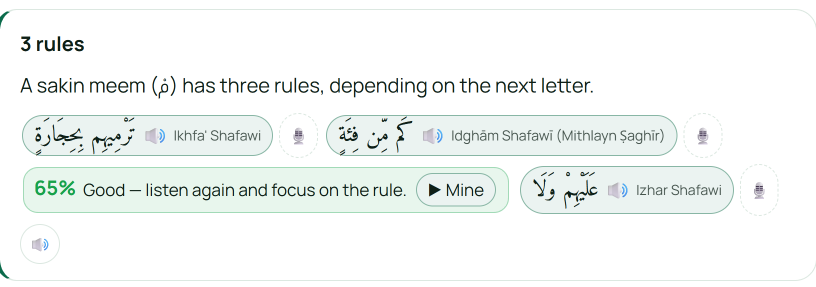 3 rules
A sakin meem (مْ) has three rules, depending on the next letter.
تَرْمِيهِم بِحِجَارَةٍ Ikhfa' Shafawi كَم مِّن فِئَةٍ Idghām Shafawī (Mithlayn Ṣaghīr)
65% Good — listen again and focus on the rule. Mine عَلَيْهِمْ وَلَا Izhar Shafawi